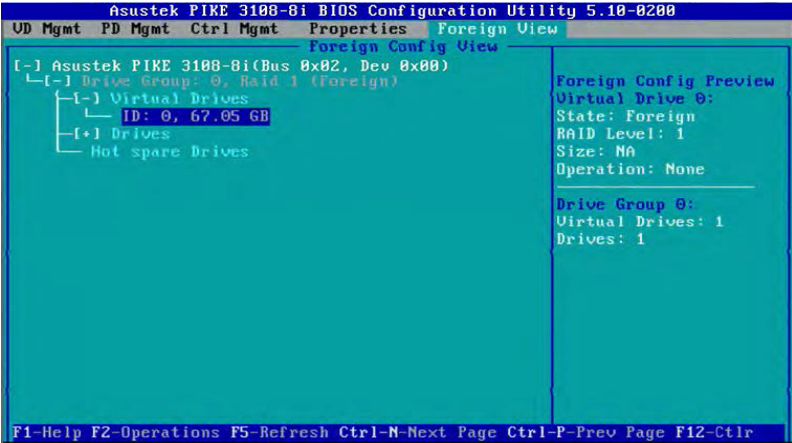 Asustek PIKE 3108-8i BIOS Configuration Utility 5.10-0200
VD Mgmt PD Mgmt Ctrl Mgmt Properties Foreign View
Foreign Config View
[-] Asustek PIKE 3108-8i(Bus 0x02, Dev 0x00)
[-] Drive Group: 0, Raid 1 (Foreign)
[-] Virtual Drives
ID: 0, 67.05 GB
[+] Drives
Hot spare Drives
Foreign Config Preview
Virtual Drive 0:
State: Foreign
RAID Level: 1
Size: NA
Operation: None
Drive Group 0:
Virtual Drives: 1
Drives: 1
F1-Help F2-Operations F5-Refresh Ctrl-N-Next Page Ctrl-P-Prev Page F12-Ctlr